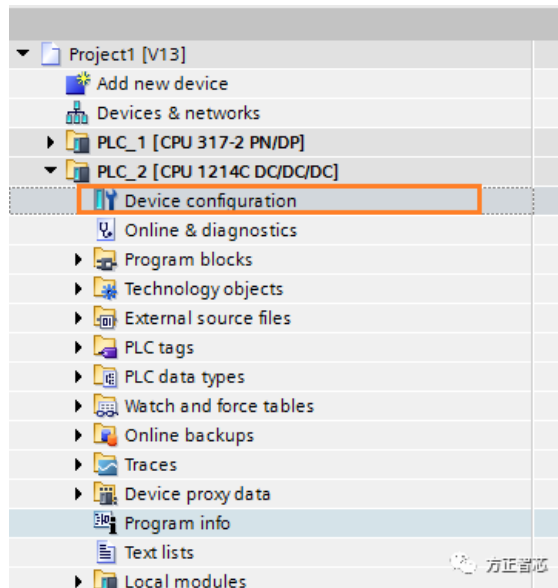 Project1 [V13]
Add new device
Devices & networks
PLC_1 [CPU 317-2 PN/DP]
PLC_2 [CPU 1214C DC/DC/DC]
Device configuration
Online & diagnostics
Program blocks
Technology objects
External source files
PLC tags
PLC data types
Watch and force tables
Online backups
Traces
Device proxy data
Program info
Text lists
Local modules
方正智芯